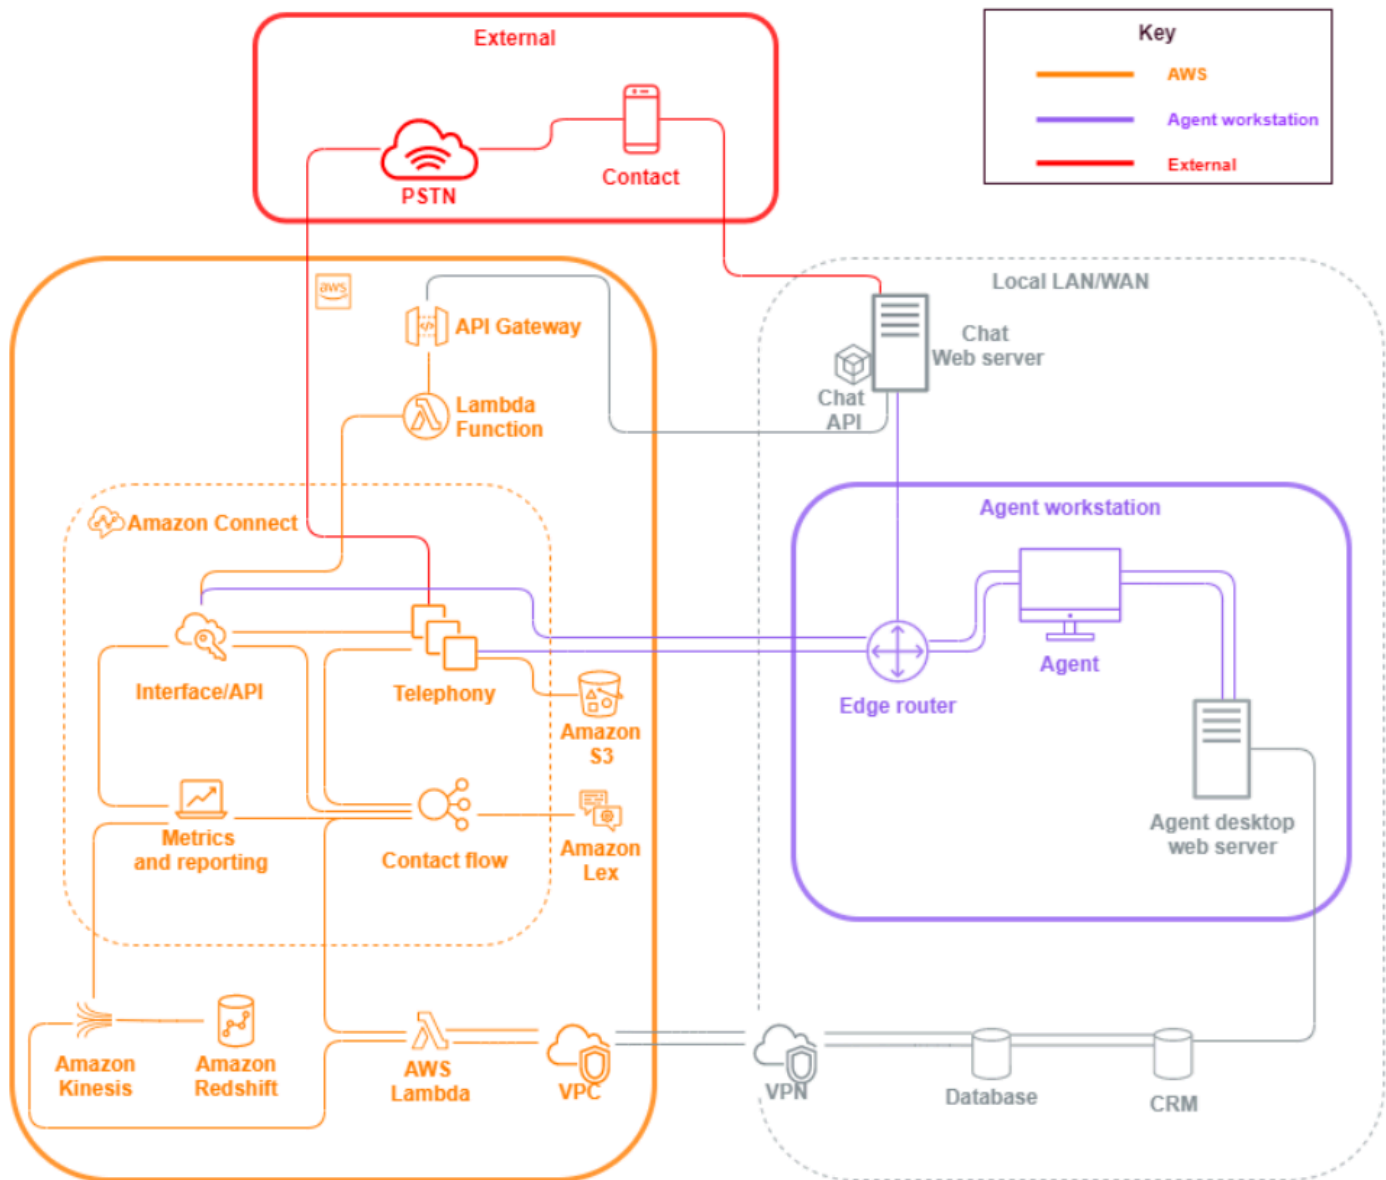 External
Key
AWS
Agent workstation
External
PSTN
Contact
aws
API Gateway
Lambda
Function
Local LAN/WAN
Chat
Web server
Chat
API
Amazon Connect
Agent workstation
Interface/API
Telephony
Amazon
S3
Edge router
Agent
Metrics
and reporting
Contact flow
Amazon
Lex
Agent desktop
web server
Amazon
Kinesis
Amazon
Redshift
AWS
Lambda
VPC
VPN
Database
CRM